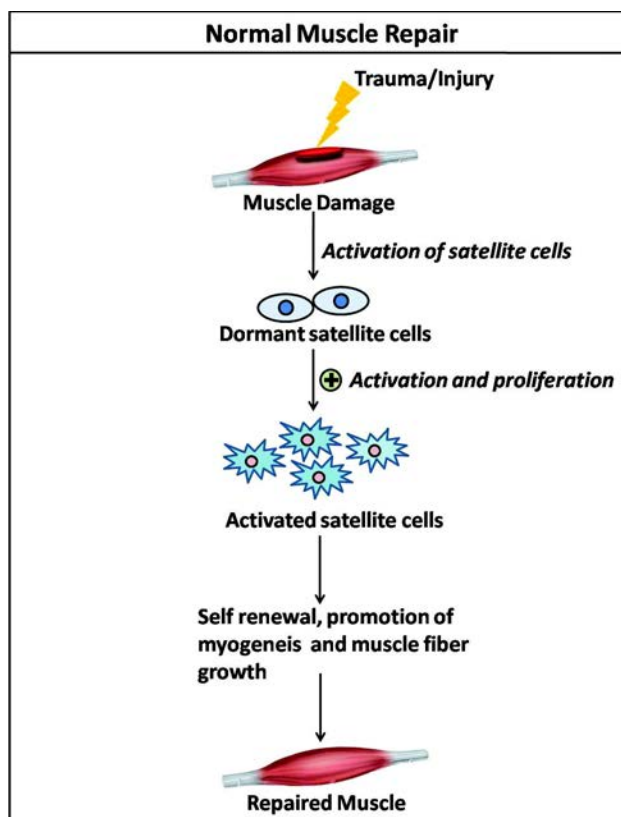 Normal Muscle Repair
Trauma/Injury
Muscle Damage
Activation of satellite cells
Dormant satellite cells
Activation and proliferation
Activated satellite cells
Self renewal, promotion of
myogeneis and muscle fiber
growth
Repaired Muscle